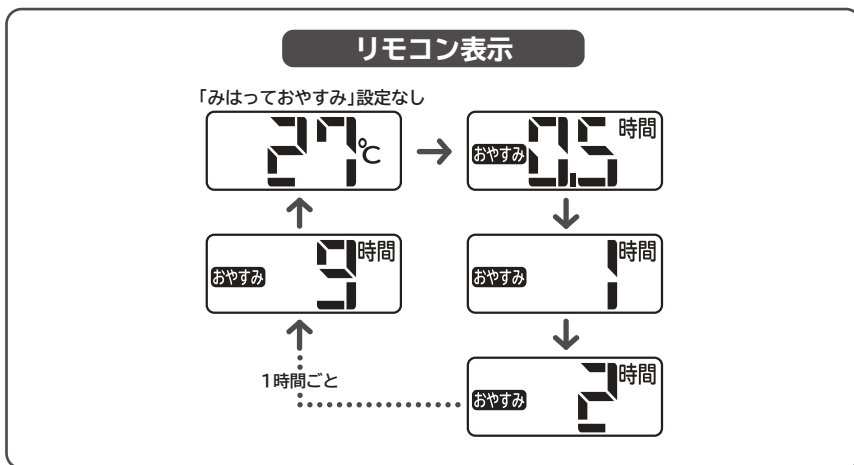 リモコン表示
「みはっておやすみ」設定なし
27℃
おやすみ 0.5 時間
おやすみ 9 時間
おやすみ 1 時間
1時間ごと
おやすみ 2 時間